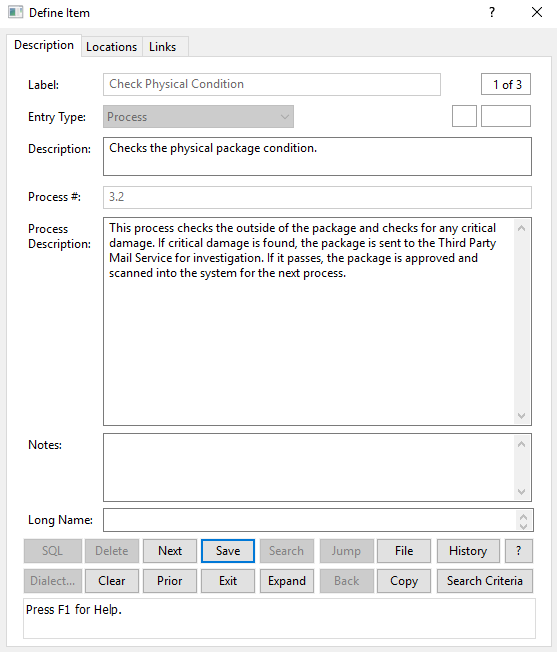 Define Item
?
Description Locations Links
Label: Check Physical Condition 1 of 3
Entry Type: Process
Description: Checks the physical package condition.
Process #: 3.2
Process
Description:
This process checks the outside of the package and checks for any critical
damage. If critical damage is found, the package is sent to the Third Party
Mail Service for investigation. If it passes, the package is approved and
scanned into the system for the next process.
Notes:
Long Name:
SQL Delete Next Save Search Jump File History ?
Dialect... Clear Prior Exit Expand Back Copy Search Criteria
Press F1 for Help.